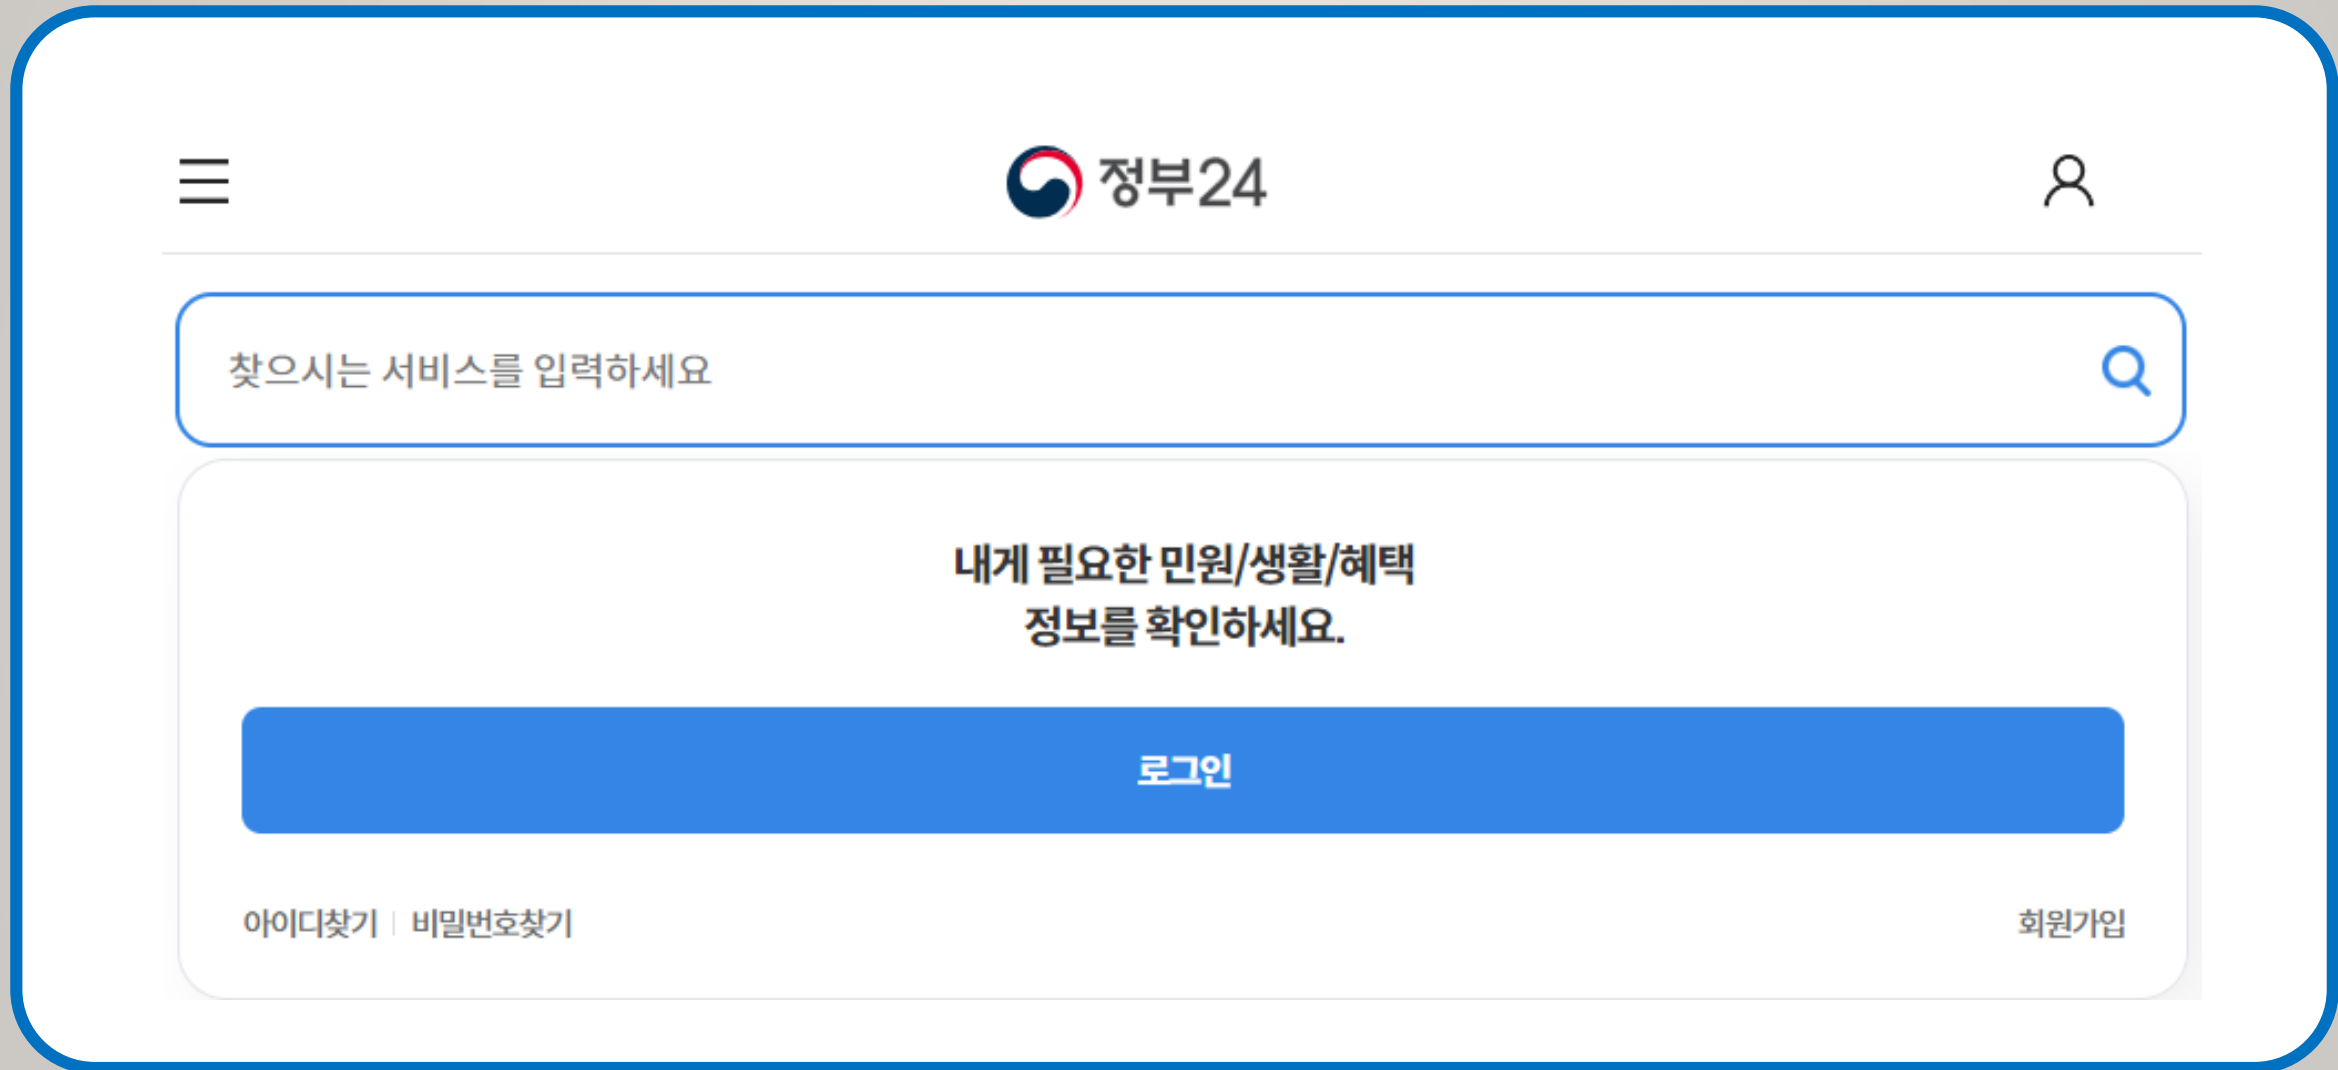 정부24
찾으시는 서비스를 입력하세요
내게 필요한 민원/생활/혜택
정보를 확인하세요.
로그인
아이디찾기 | 비밀번호찾기
회원가입